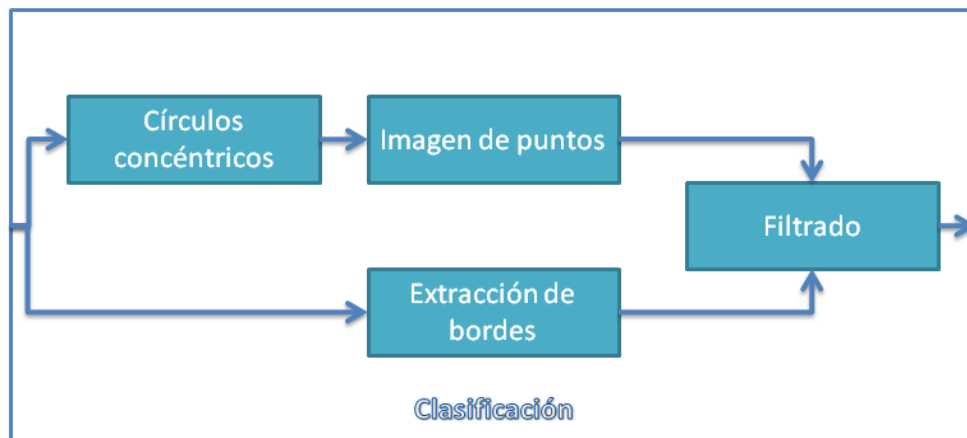 Círculos
concéntricos
Imagen de puntos
Filtrado
Extracción de
bordes
Clasificación